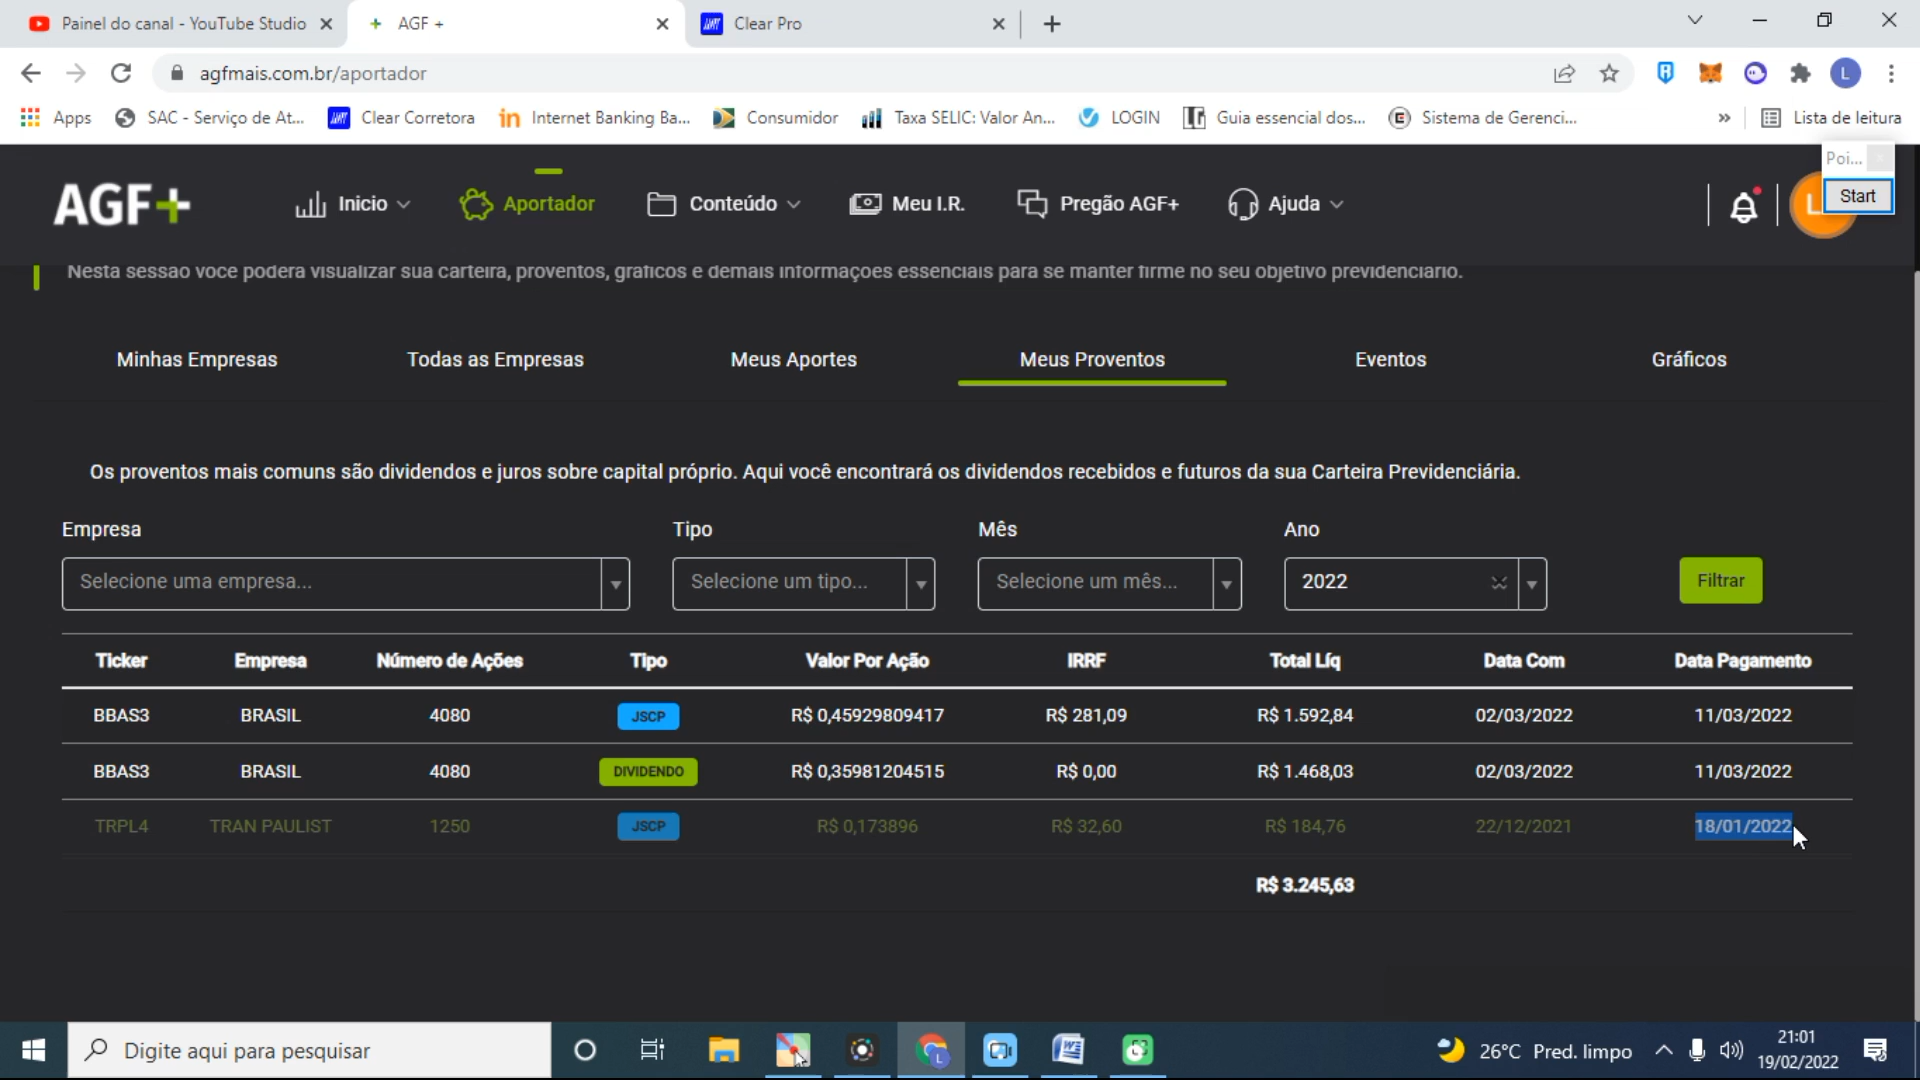 Painel do canal - YouTube Studio
AGF +
Clear Pro
agfmais.com.br/aportador
L
Apps
SAC - Serviço de At...
Clear Corretora
in Internet Banking Ba...
Consumidor
Taxa SELIC: Valor An...
LOGIN
Guia essencial dos...
Sistema de Gerenci...
»
Lista de leitura
Poi...
Start
AGF+
Inicio
Aportador
Conteúdo
Meu I.R.
Pregão AGF+
Ajuda
L
Nesta sessão você poderá visualizar sua carteira, proventos, gráficos e demais informações essenciais para se manter firme no seu objetivo previdenciário.
Minhas Empresas
Todas as Empresas
Meus Aportes
Meus Proventos
Eventos
Gráficos
Os proventos mais comuns são dividendos e juros sobre capital próprio. Aqui você encontrará os dividendos recebidos e futuros da sua Carteira Previdenciária.
Empresa
Tipo
Mês
Ano
Selecione uma empresa...
Selecione um tipo...
Selecione um mês...
2022
Filtrar
Ticker Empresa Número de Ações Tipo Valor Por Ação IRRF Total Líq Data Com Data Pagamento
BBAS3 BRASIL 4080 JSCP R$ 0,45929809417 R$ 281,09 R$ 1.592,84 02/03/2022 11/03/2022
BBAS3 BRASIL 4080 DIVIDENDO R$ 0,35981204515 R$ 0,00 R$ 1.468,03 02/03/2022 11/03/2022
TRPL4 TRAN PAULIST 1250 JSCP R$ 0,173896 R$ 32,60 R$ 184,76 22/12/2021 18/01/2022
R$ 3.245,63
Digite aqui para pesquisar
26°C Pred. limpo
21:01
19/02/2022